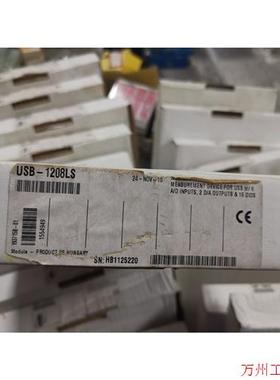 USB-1208LS
24-NOV-15
MEASUREMENT DEVICE FOR USB W/ 8
A/D INPUTS, 2 D/A OUTPUTS & 16 DIOS
CE
Module - PRODUCT OF HUNGARY
SN: HB1125220
万州工